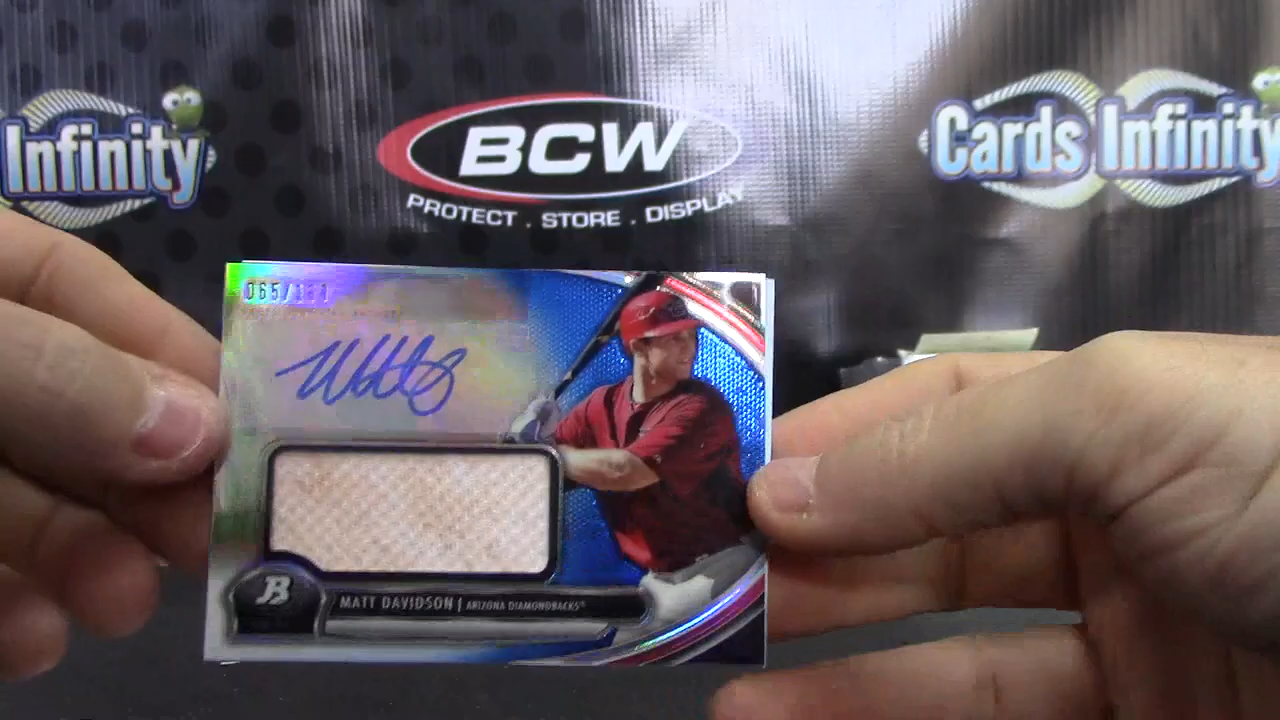 Infinity
BCW
PROTECT . STORE . DISPLAY
Cards Infinity
MATT DAVIDSON | ARIZONA DIAMONDBACKS